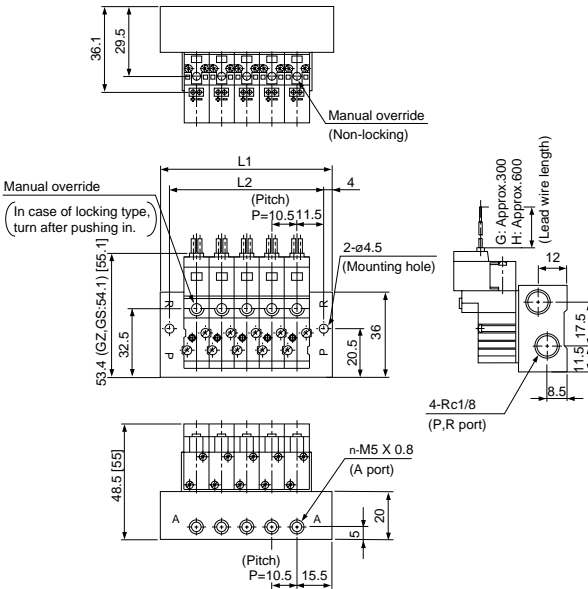 36.1
29.5
Manual override
(Non-locking)
L1
L2
4
(Pitch)
P=10.5
11.5
Manual override
(In case of locking type,
turn after pushing in.)
2-ø4.5
(Mounting hole)
G: Approx.300
H: Approx.600
(Lead wire length)
12
53.4 (GZ,GS:54.1) [55.1]
32.5
R
R
P
P
20.5
36
17.5
11.5
8.5
4-Rc1/8
(P,R port)
48.5 [55]
n-M5 X 0.8
(A port)
A
A
20
5
(Pitch)
P=10.5
15.5